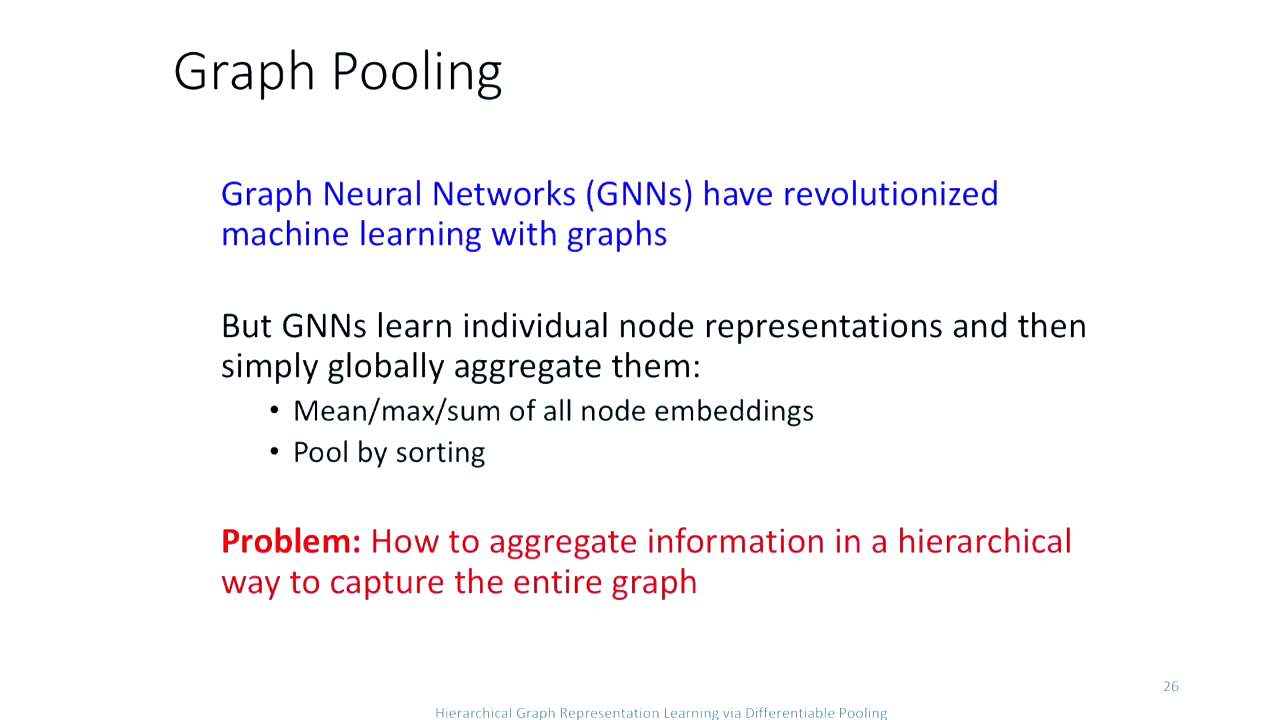 Graph Pooling
Graph Neural Networks (GNNs) have revolutionized
machine learning with graphs
But GNNs learn individual node representations and then
simply globally aggregate them:
• Mean/max/sum of all node embeddings
• Pool by sorting
Problem: How to aggregate information in a hierarchical
way to capture the entire graph
26
Hierarchical Graph Representation Learning via Differentiable Pooling